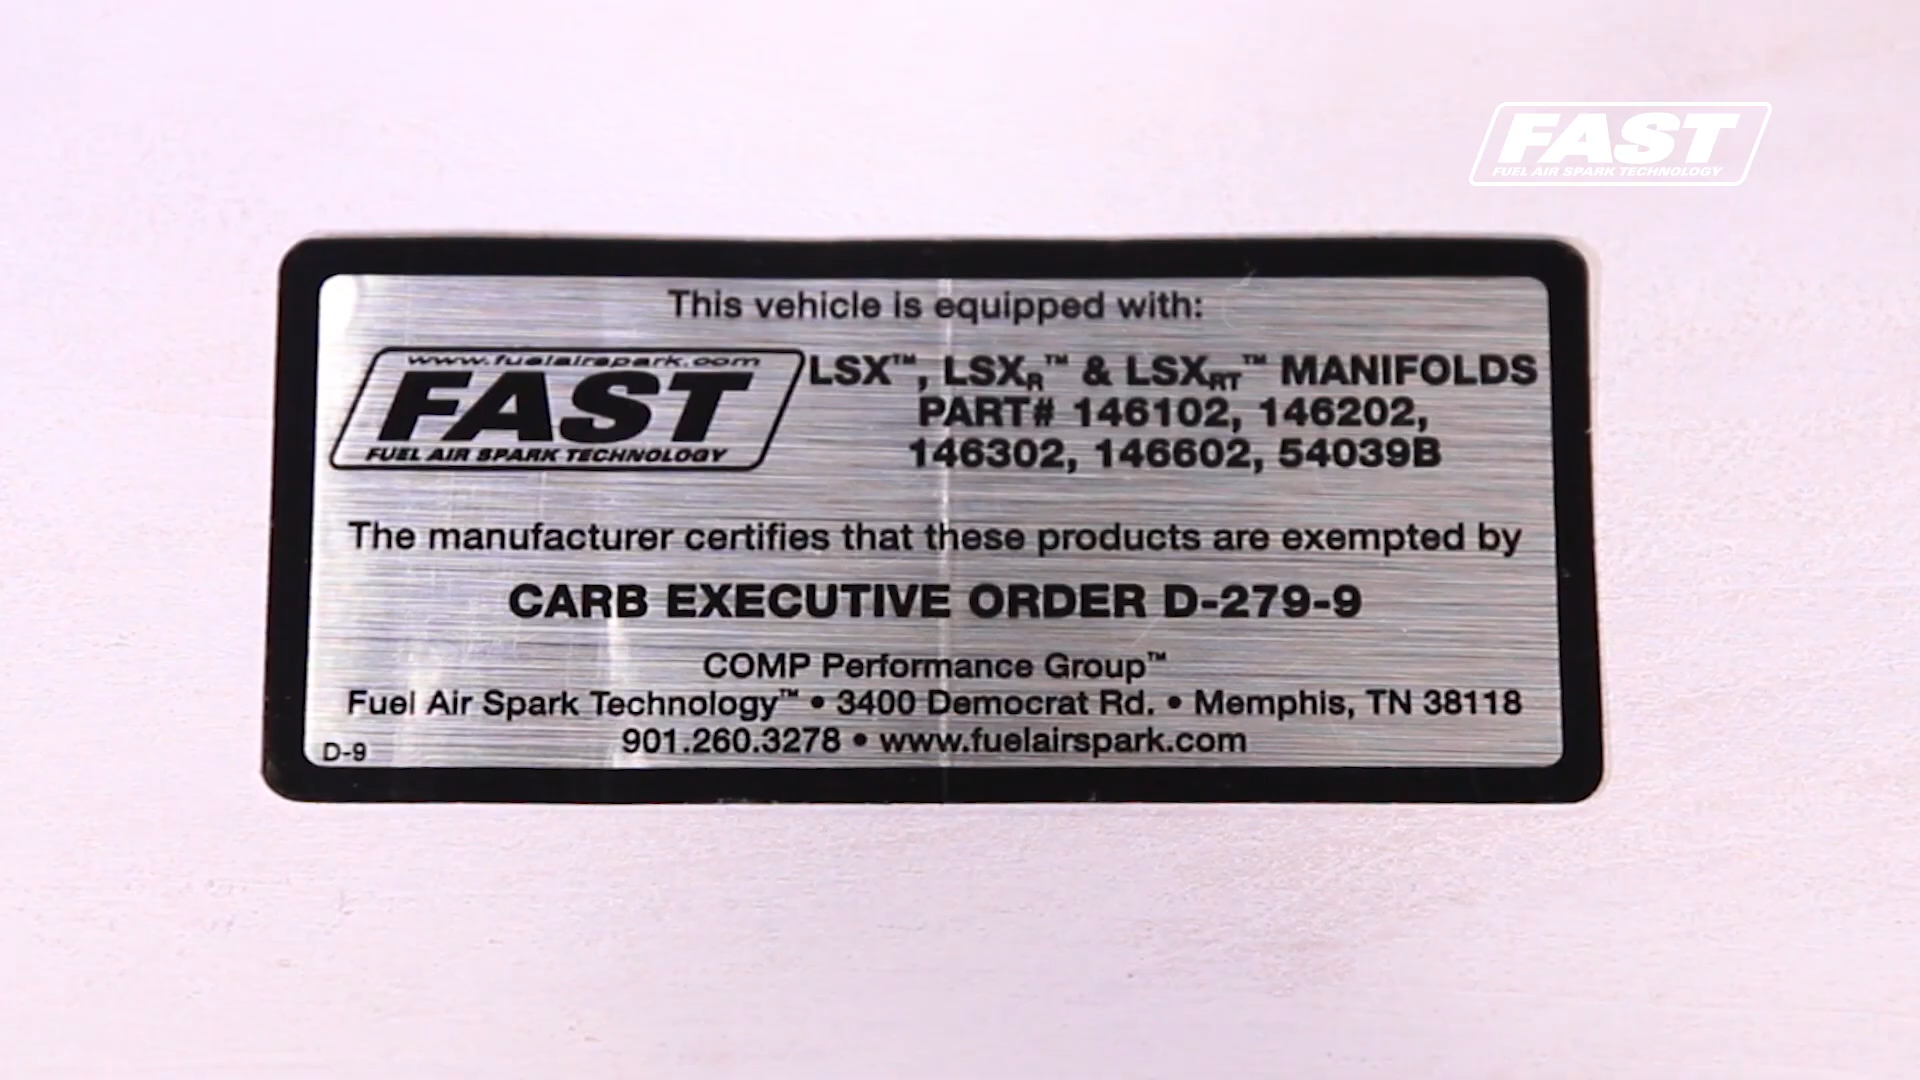 FAST
FUEL AIR SPARK TECHNOLOGY
This vehicle is equipped with:
www.fuelairspark.com
FAST
FUEL AIR SPARK TECHNOLOGY
LSX™, LSXR™ & LSXRT™ MANIFOLDS
PART# 146102, 146202,
146302, 146602, 54039B
The manufacturer certifies that these products are exempted by
CARB EXECUTIVE ORDER D-279-9
COMP Performance Group™
Fuel Air Spark Technology™ • 3400 Democrat Rd. • Memphis, TN 38118
901.260.3278 • www.fuelairspark.com
D-9